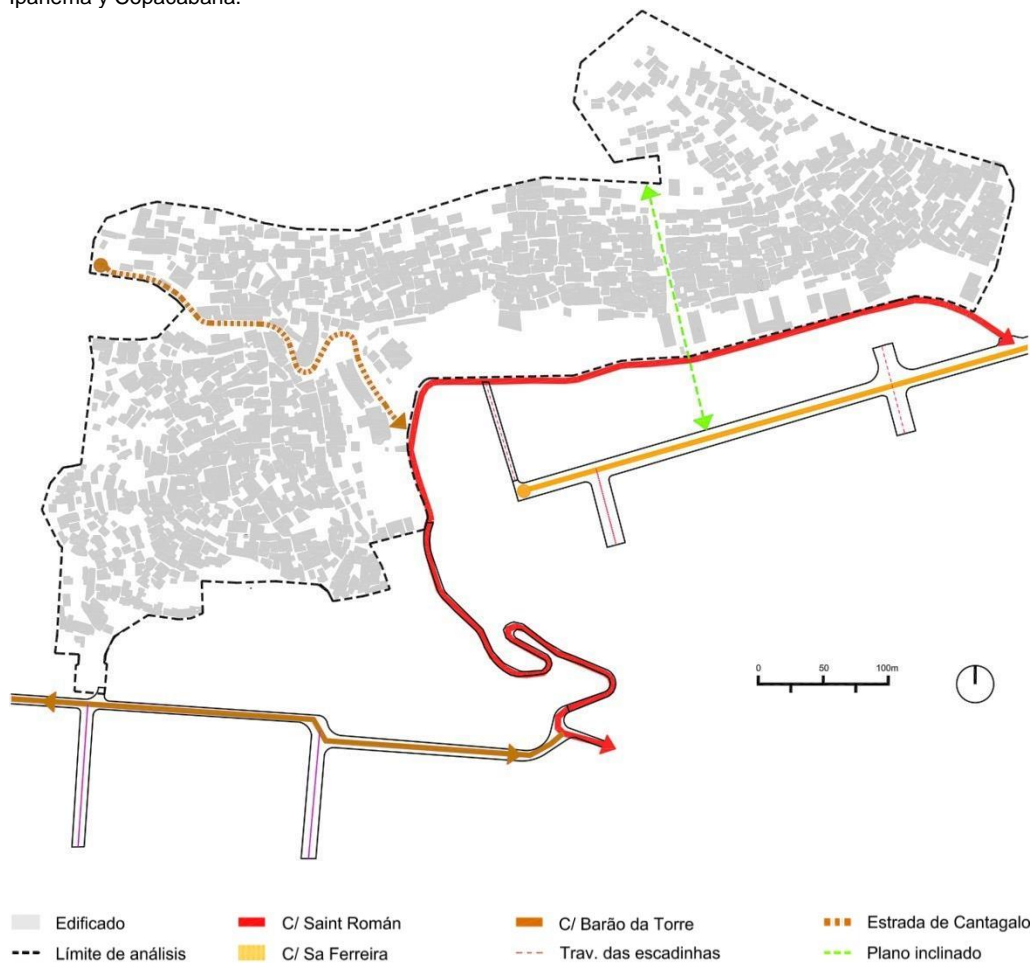 Ipanema y Copacabana.
0 50 100m
Edificado
C/ Saint Román
C/ Barão da Torre
Estrada de Cantagalo
Límite de análisis
C/ Sa Ferreira
Trav. das escadinhas
Plano inclinado